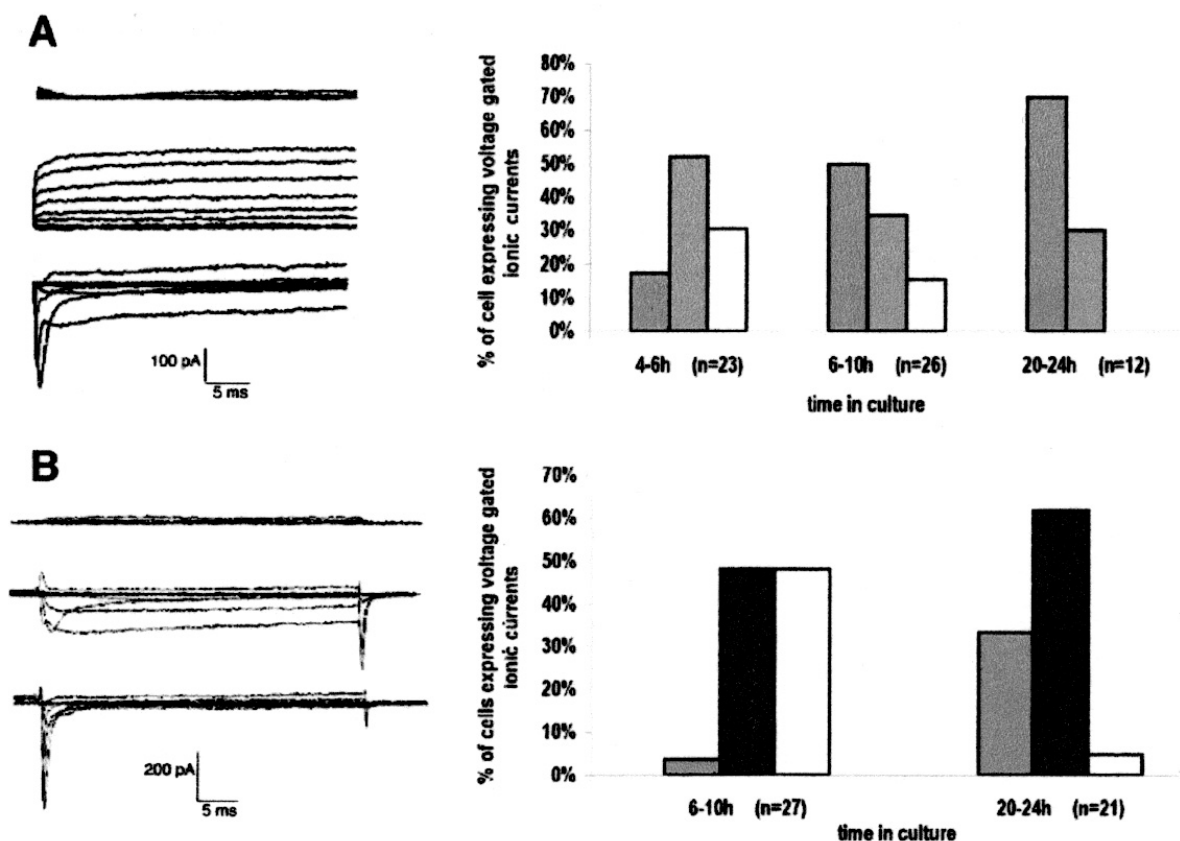 A
100 pA
5 ms
% of cell expressing voltage gated
ionic currents
80%
70%
60%
50%
40%
30%
20%
10%
0%
4-6h (n=23)
6-10h (n=26)
20-24h (n=12)
time in culture
B
200 pA
5 ms
% of cells expressing voltage gated
ionic currents
70%
60%
50%
40%
30%
20%
10%
0%
6-10h (n=27)
20-24h (n=21)
time in culture